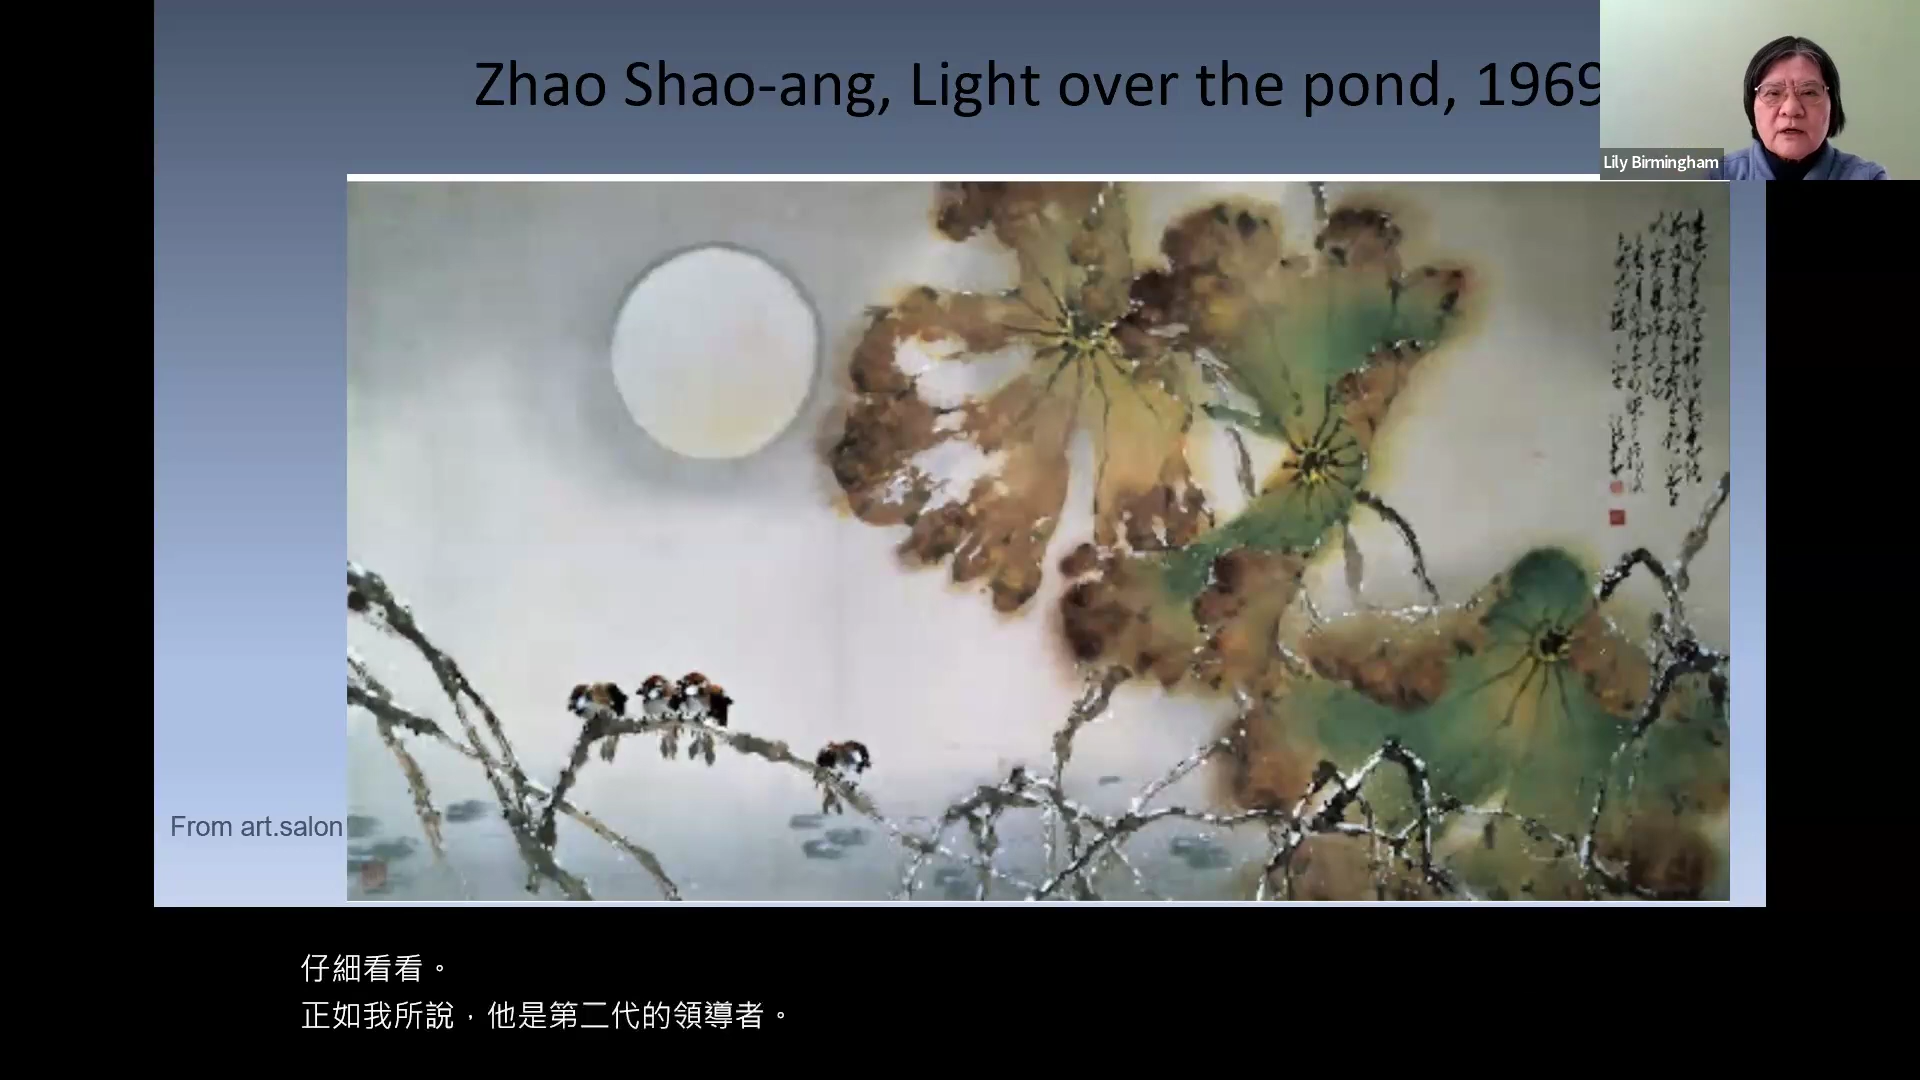 Zhao Shao-ang, Light over the pond, 1969
Lily Birmingham
From art.salon
仔細看看。
正如我所說，他是第二代的領導者。